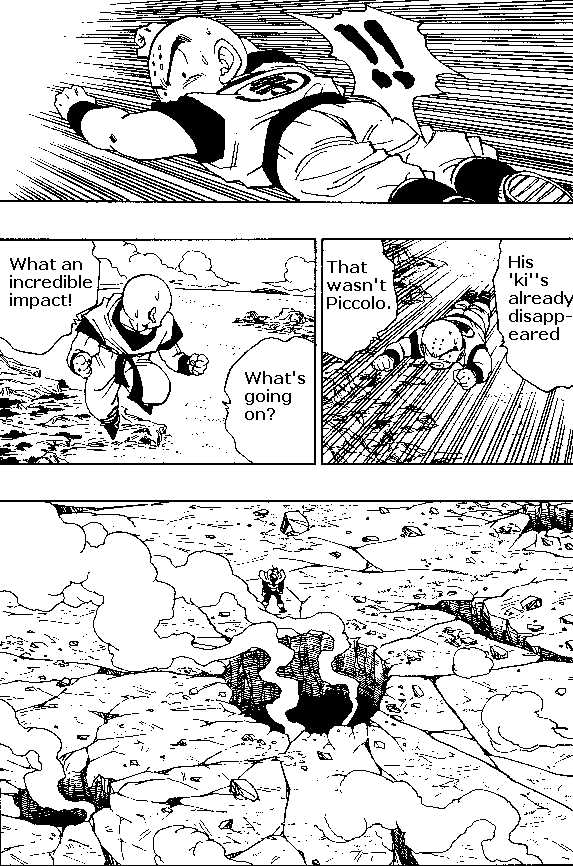 !!
His
'ki''s
already
disapp-
eared
That
wasn't
Piccolo.
What's
going
on?
What an
incredible
impact!